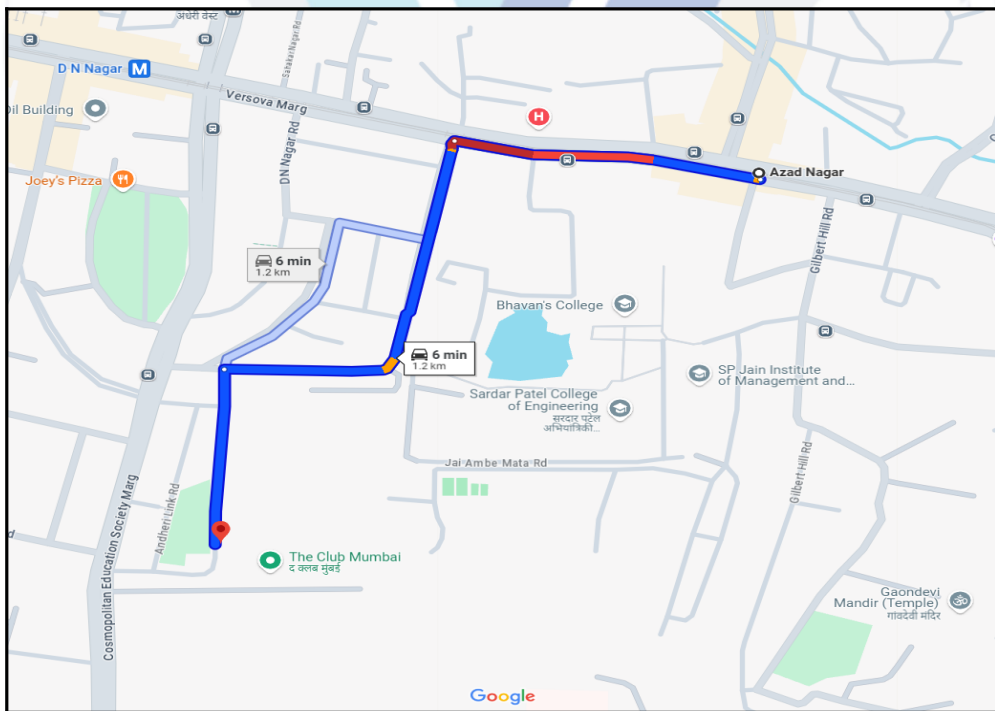 अंधेरी वेस्ट
D N Nagar
M
Sahakar Nagar Rd
Versova Marg
Oil Building
H
DN Nagar Rd
Joey's Pizza
Azad Nagar
Gilbert Hill Rd
6 min
1.2 km
Bhavan's College
6 min
1.2 km
SP Jain Institute
of Management and...
Sardar Patel College
of Engineering
सरदार पटेल
अभियांत्रिकी...
Jai Ambe Mata Rd
Gilbert Hill Rd
Andheri Link Rd
Cosmopolitan Education Society Marg
d
The Club Mumbai
द क्लब मुंबई
Gaondevi
Mandir (Temple)
गांवदेवी मंदिर
Google